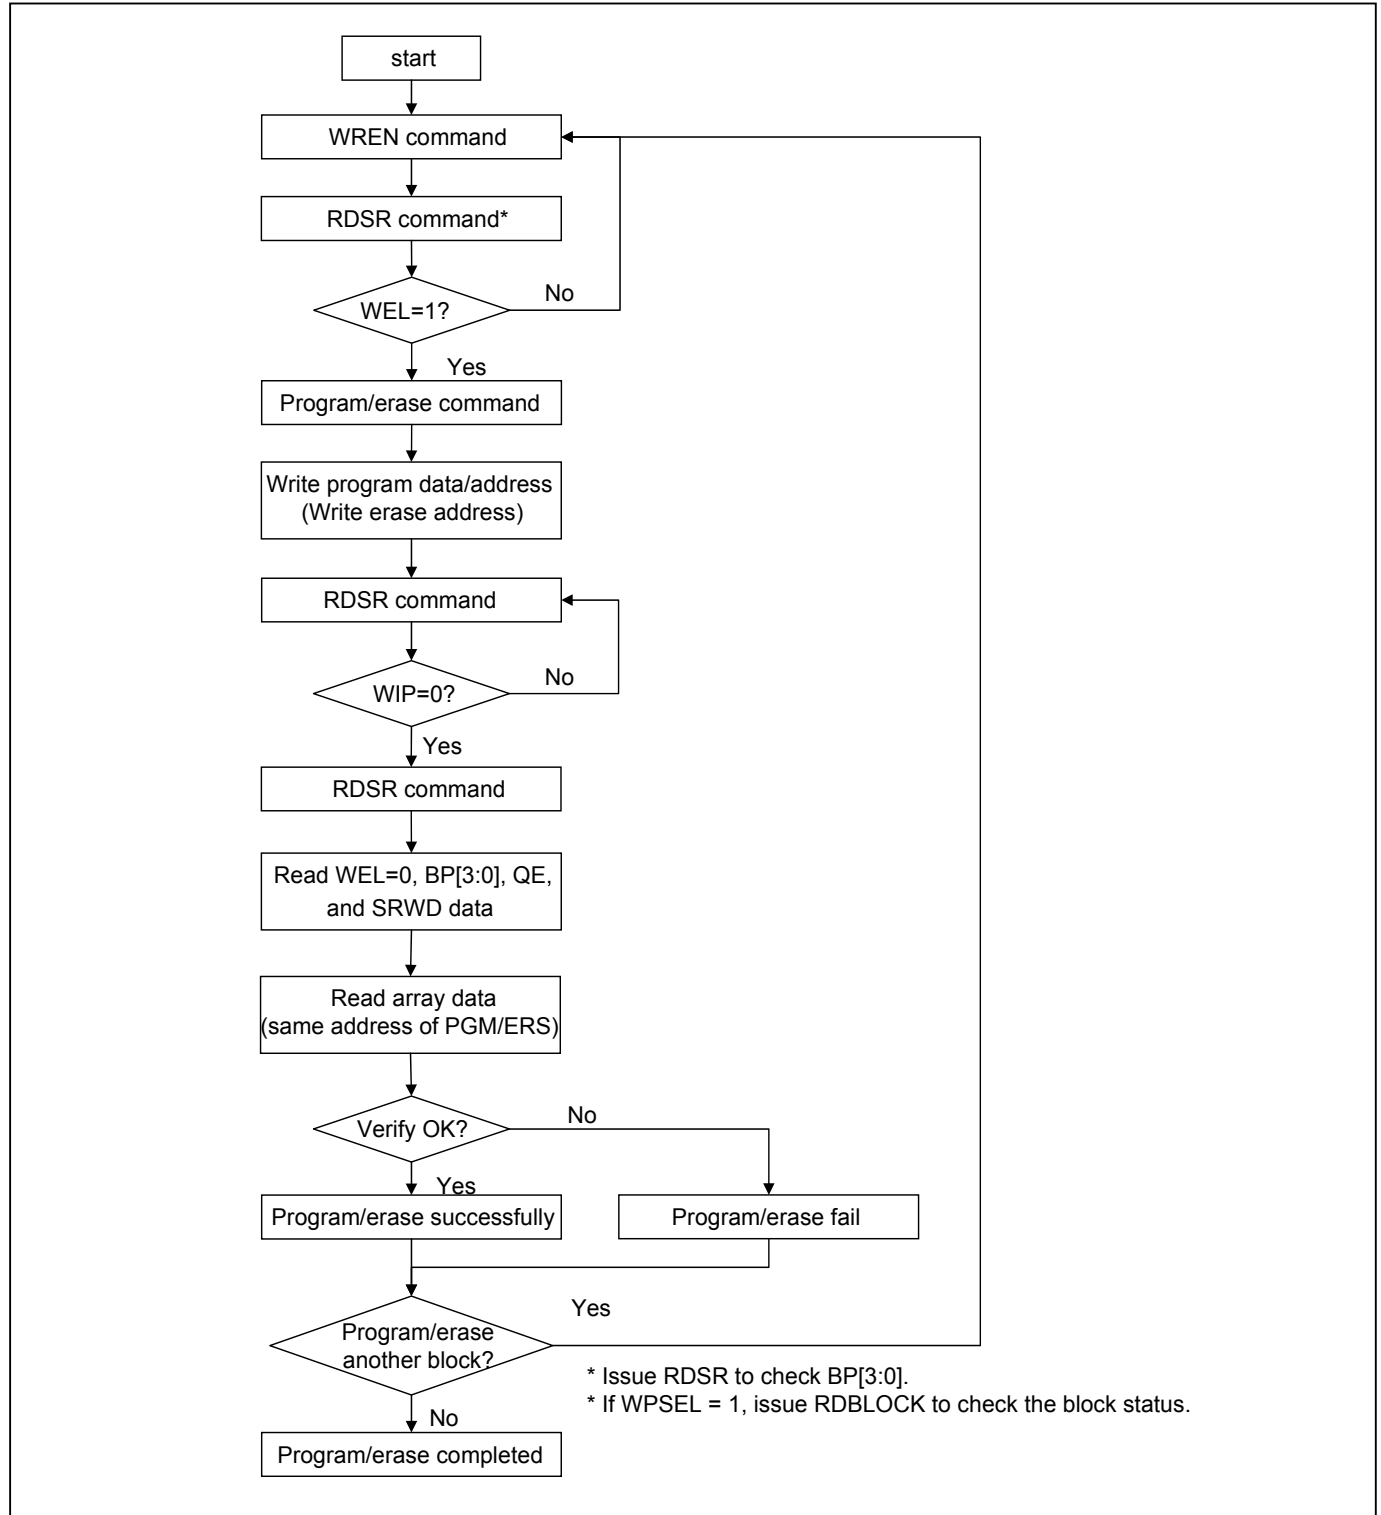 start
WREN command
RDSR command*
WEL=1?
No
Yes
Program/erase command
Write program data/address
(Write erase address)
RDSR command
WIP=0?
No
Yes
RDSR command
Read WEL=0, BP[3:0], QE,
and SRWD data
Read array data
(same address of PGM/ERS)
Verify OK?
No
Yes
Program/erase successfully
Program/erase fail
Program/erase
another block?
Yes
* Issue RDSR to check BP[3:0].
* If WPSEL = 1, issue RDBLOCK to check the block status.
No
Program/erase completed